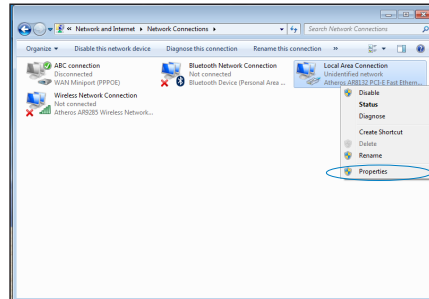 « Network and Internet ▸ Network Connections ▸
Search Network Connections
Organize ▾ Disable this network device Diagnose this connection Rename this connection »
ABC connection
Disconnected
WAN Miniport (PPPOE)
Bluetooth Network Connection
Not connected
Bluetooth Device (Personal Area ...
Local Area Connection
Unidentified network
Atheros AR8132 PCI-E Fast Ethern...
Wireless Network Connection
Not connected
Atheros AR9285 Wireless Network...
Disable
Status
Diagnose
Create Shortcut
Delete
Rename
Properties